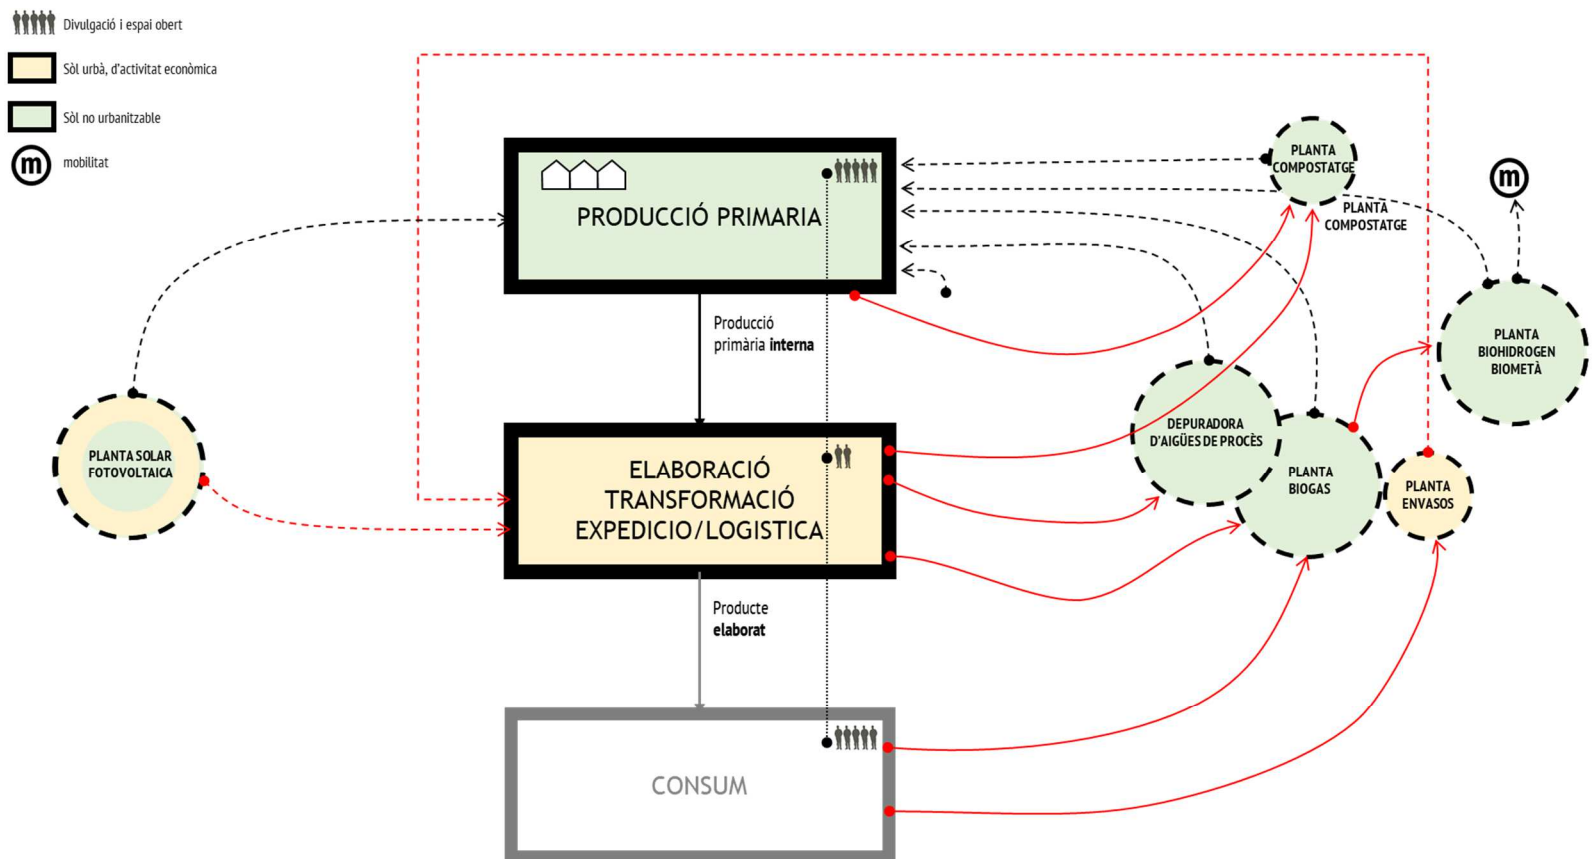 Divulgació i espai obert
Sòl urbà, d'activitat econòmica
Sòl no urbanitzable
m
mobilitat
PRODUCCIÓ PRIMARIA
PLANTA
COMPOSTATGE
PLANTA
COMPOSTATGE
m
Producció
primària interna
PLANTA
BIOHIDROGEN
BIOMETÀ
PLANTA SOLAR
FOTOVOLTAICA
ELABORACIÓ
TRANSFORMACIÓ
EXPEDICIO/LOGISTICA
DEPURADORA
D'AIGÜES DE PROCÈS
PLANTA
BIOGAS
PLANTA
ENVASOS
Producte
elaborat
CONSUM